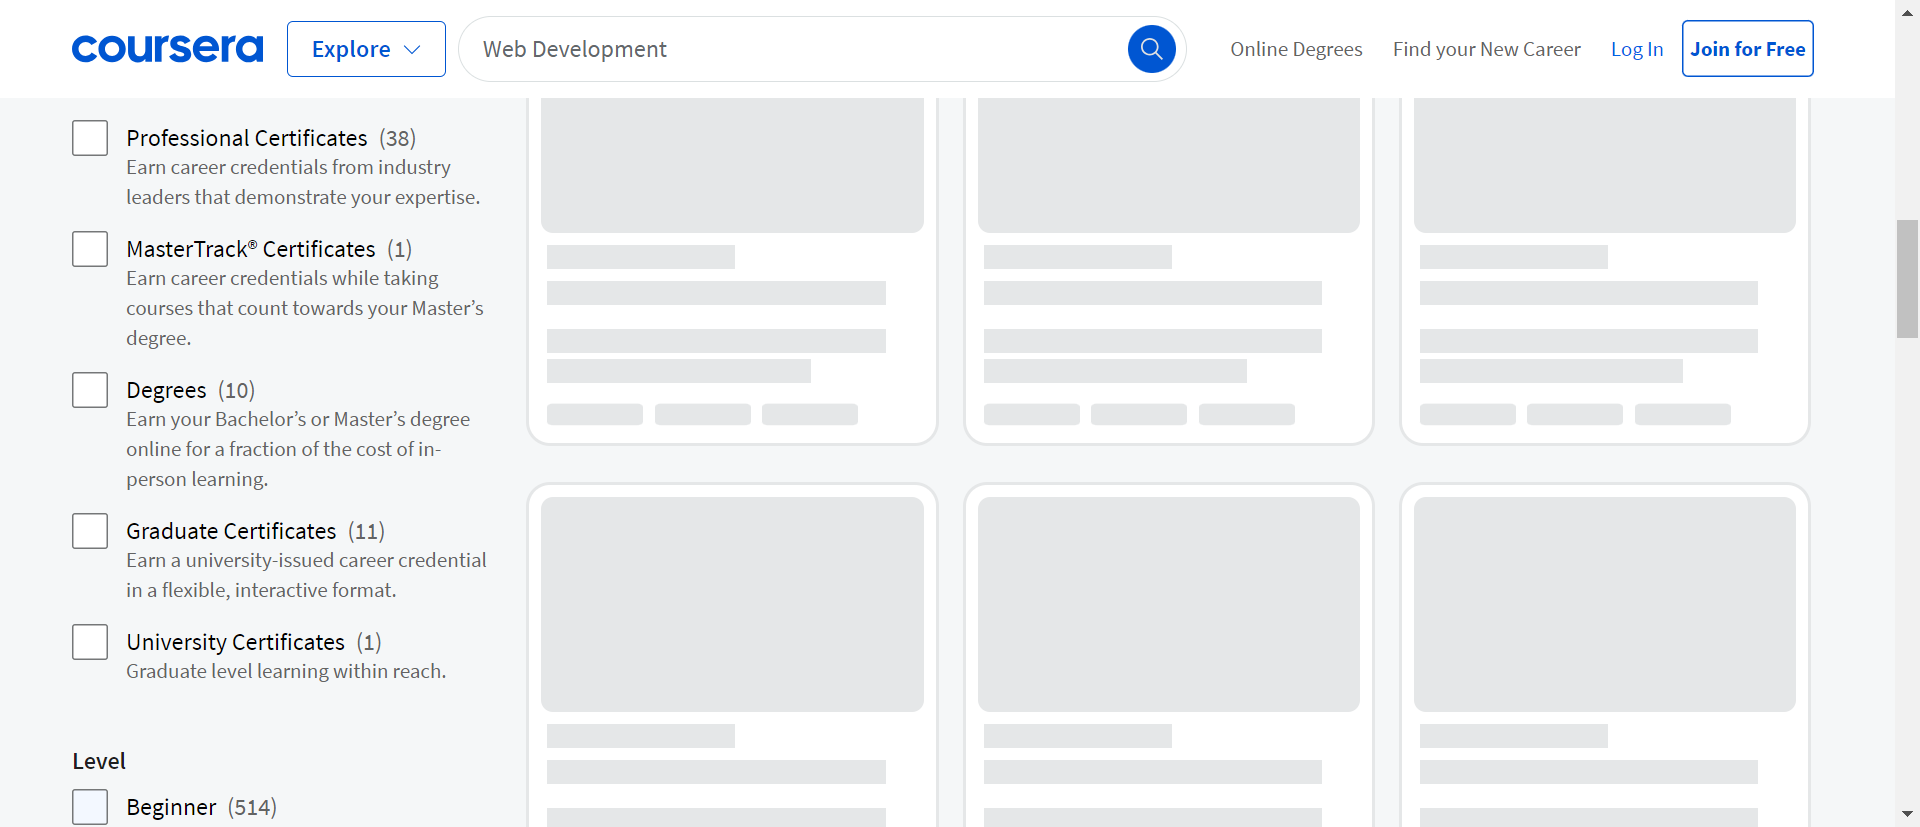 coursera
Explore
Web Development
Online Degrees
Find your New Career
Log In
Join for Free
Professional Certificates (38)
Earn career credentials from industry
leaders that demonstrate your expertise.
MasterTrack® Certificates (1)
Earn career credentials while taking
courses that count towards your Master’s
degree.
Degrees (10)
Earn your Bachelor’s or Master’s degree
online for a fraction of the cost of in-
person learning.
Graduate Certificates (11)
Earn a university-issued career credential
in a flexible, interactive format.
University Certificates (1)
Graduate level learning within reach.
Level
Beginner (514)